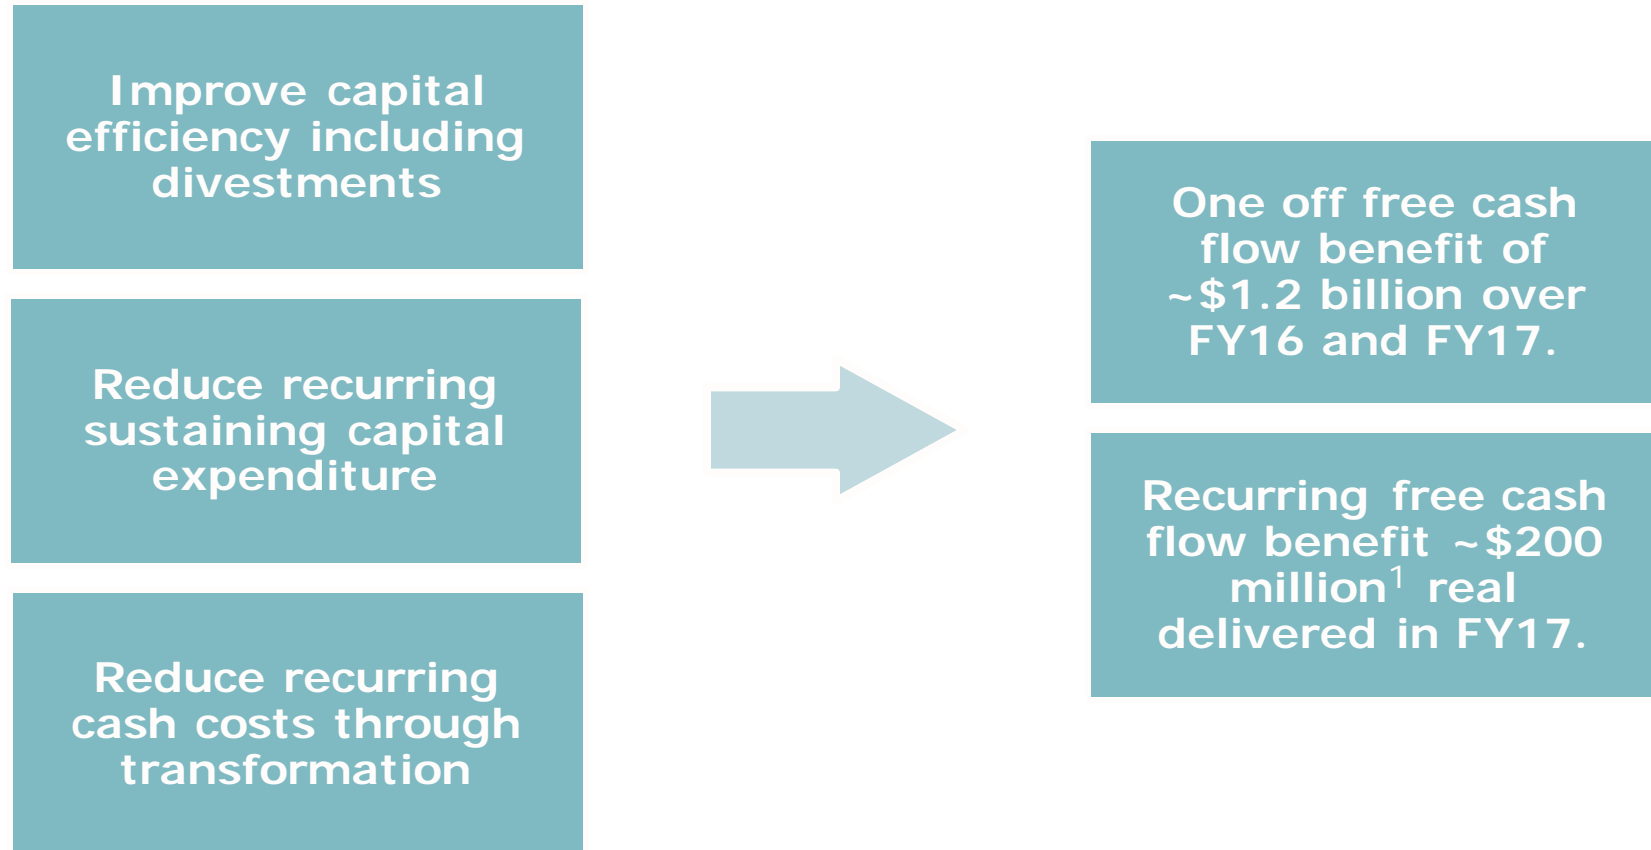 Improve capital
efficiency including
divestments
Reduce recurring
sustaining capital
expenditure
Reduce recurring
cash costs through
transformation
One off free cash
flow benefit of
~$1.2 billion over
FY16 and FY17.
Recurring free cash
flow benefit ~$200
million¹ real
delivered in FY17.